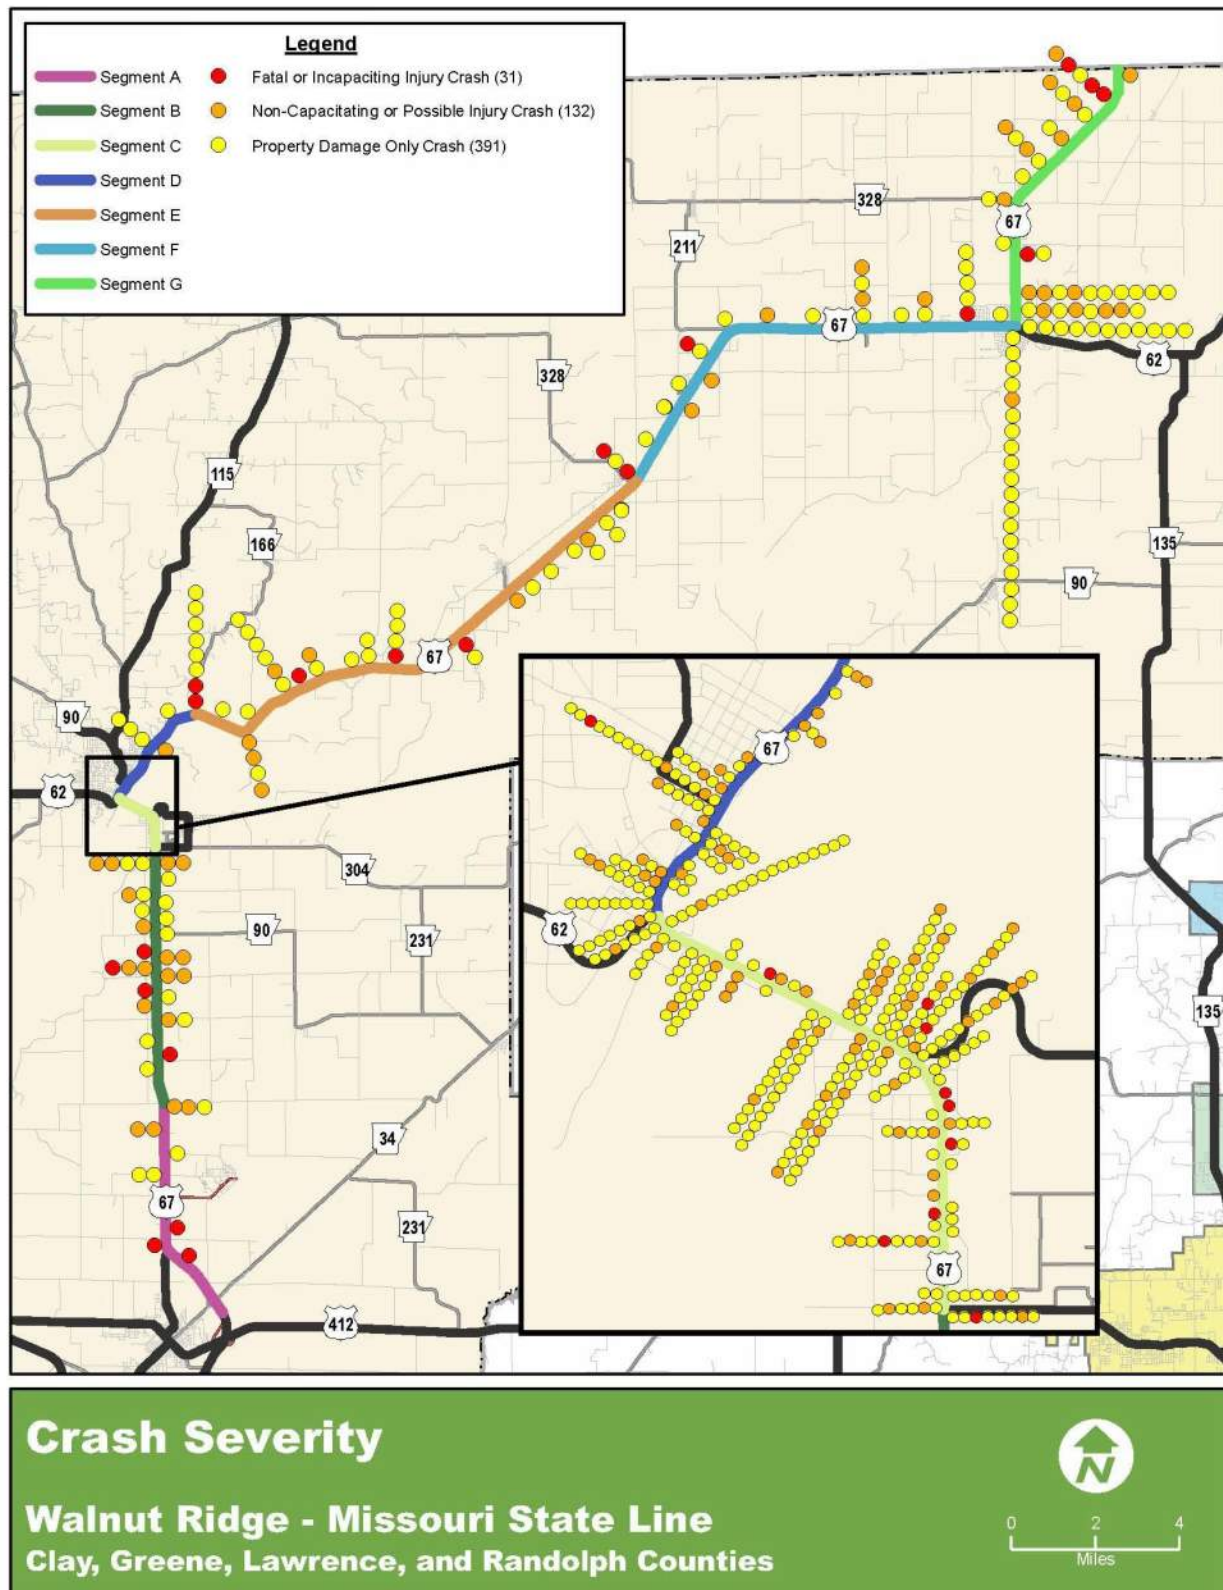 Legend
Segment A
Fatal or Incapaciting Injury Crash (31)
Segment B
Non-Capacitating or Possible Injury Crash (132)
Segment C
Property Damage Only Crash (391)
Segment D
Segment E
Segment F
Segment G
328
67
211
67
62
328
115
135
166
90
67
90
67
62
62
304
90
231
135
34
67
231
67
412
Crash Severity
N
Walnut Ridge - Missouri State Line
0 2 4
Miles
Clay, Greene, Lawrence, and Randolph Counties